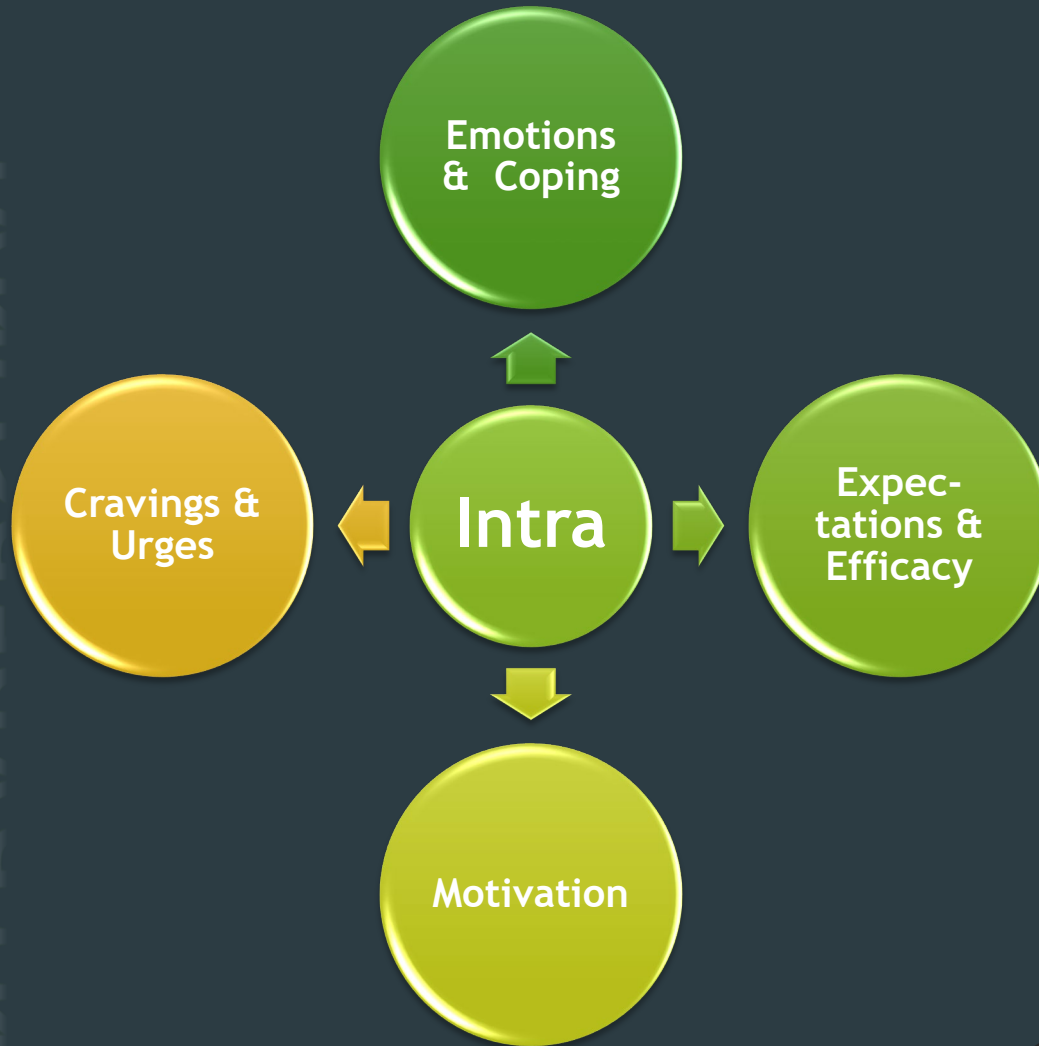 Emotions
& Coping
Cravings &
Urges
Intra
Expec-
tations &
Efficacy
Motivation